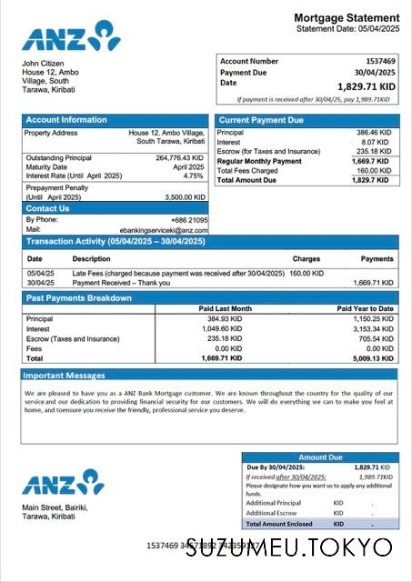 ANZ
Mortgage Statement
Statement Date: 05/04/2025
John Citizen
House 12, Ambo
Village, South
Tarawa, Kiribati
Account Number 1537469
Payment Due 30/04/2025
Date
1,829.71 KID
If payment is received after 30/04/25, pay 1,989.71KID
Account Information
Property Address House 12, Ambo Village,
South Tarawa, Kiribati
Outstanding Principal 264,776.43 KID
Maturity Date April 2025
Interest Rate (Until April 2025) 4.75%
Prepayment Penalty
(Until April 2025) 3,500.00 KID
Contact Us
By Phone: +686 21095
Mail: ebankingserviceki@anz.com
Current Payment Due
Principal 386.46 KID
Interest 8.07 KID
Escrow (for Taxes and Insurance) 235.18 KID
Regular Monthly Payment 1,669.7 KID
Total Fees Charged 160.00 KID
Total Amount Due 1,829.7 KID
Transaction Activity (05/04/2025 – 30/04/2025)
Date Description Charges Payments
05/04/25 Late Fees (charged because payment was received after 30/04/2025) 160.00 KID
30/04/25 Payment Received – Thank you 1,669.71 KID
Past Payments Breakdown
Paid Last Month Paid Year to Date
Principal 384.93 KID 1,150.25 KID
Interest 1,049.60 KID 3,153.34 KID
Escrow (Taxes and Insurance) 235.18 KID 705.54 KID
Fees 0.00 KID 0.00 KID
Total 1,669.71 KID 5,009.13 KID
Important Messages
We are pleased to have you as a ANZ Bank Mortgage customer. We are known throughout the country for the quality of our
service and our dedication to providing financial security for our customers. We will do everything we can to make you feel at
home, and toensure you receive the friendly, professional service you deserve.
ANZ
Main Street, Bairiki,
Tarawa, Kiribati
Amount Due
Due By 30/04/2025: 1,829.71 KID
If received after 30/04/2025: 1,989.71KID
Please designate how you want us to apply any additional
funds.
Additional Principal KID .
Additional Escrow KID .
Total Amount Enclosed KID .
1537469
SUZUMEU.TOKYO